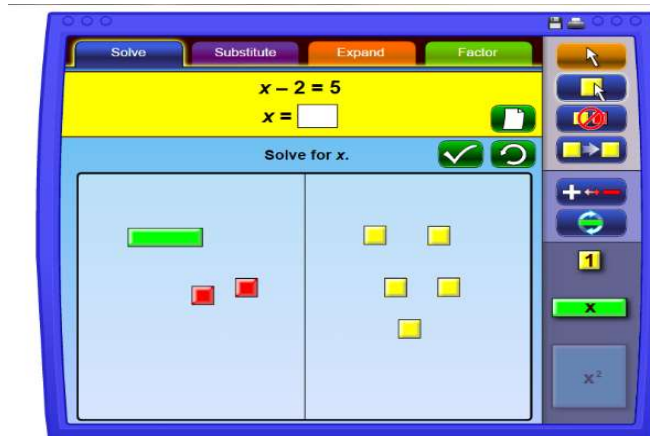 Solve Substitute Expand Factor
x – 2 = 5
x =
Solve for x.
1
x
x²